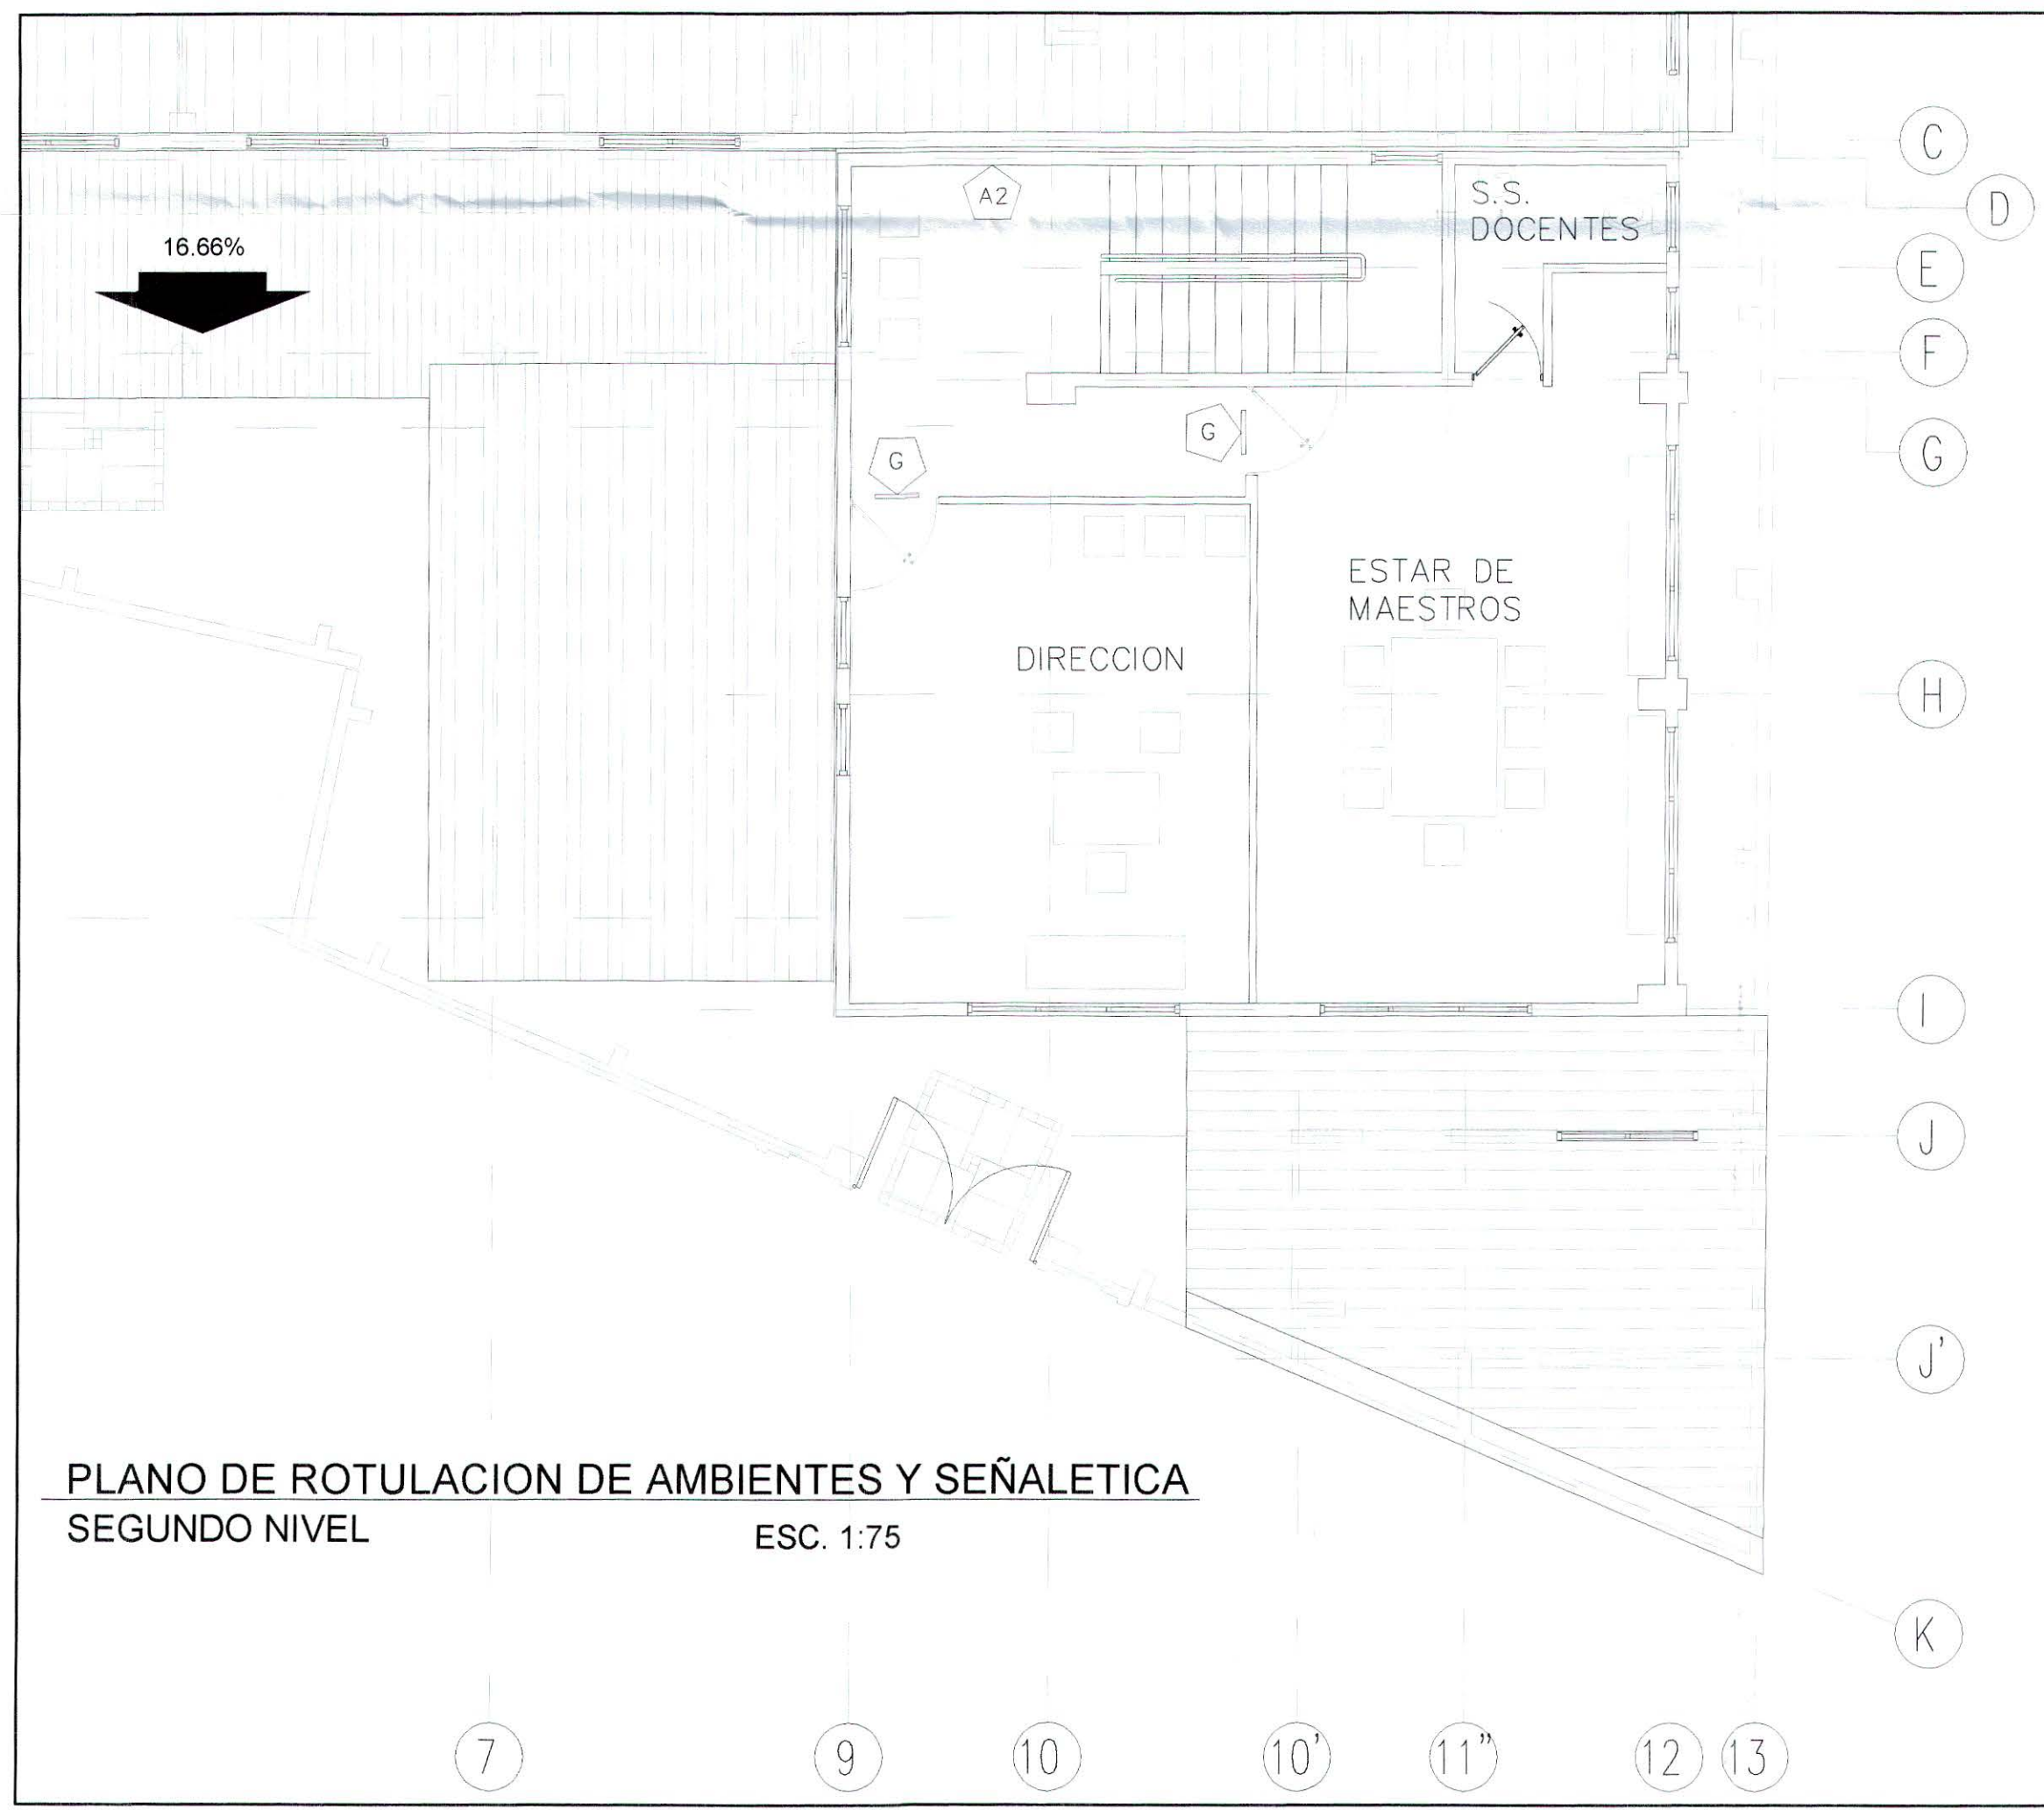 C
A2
S.S.
DOCENTES
D
16.66%
E
F
G
G
G
ESTAR DE
MAESTROS
DIRECCION
H
I
J
J'
PLANO DE ROTULACION DE AMBIENTES Y SEÑALETICA
SEGUNDO NIVEL
ESC. 1:75
K
7
9
10
10'
11"
12
13